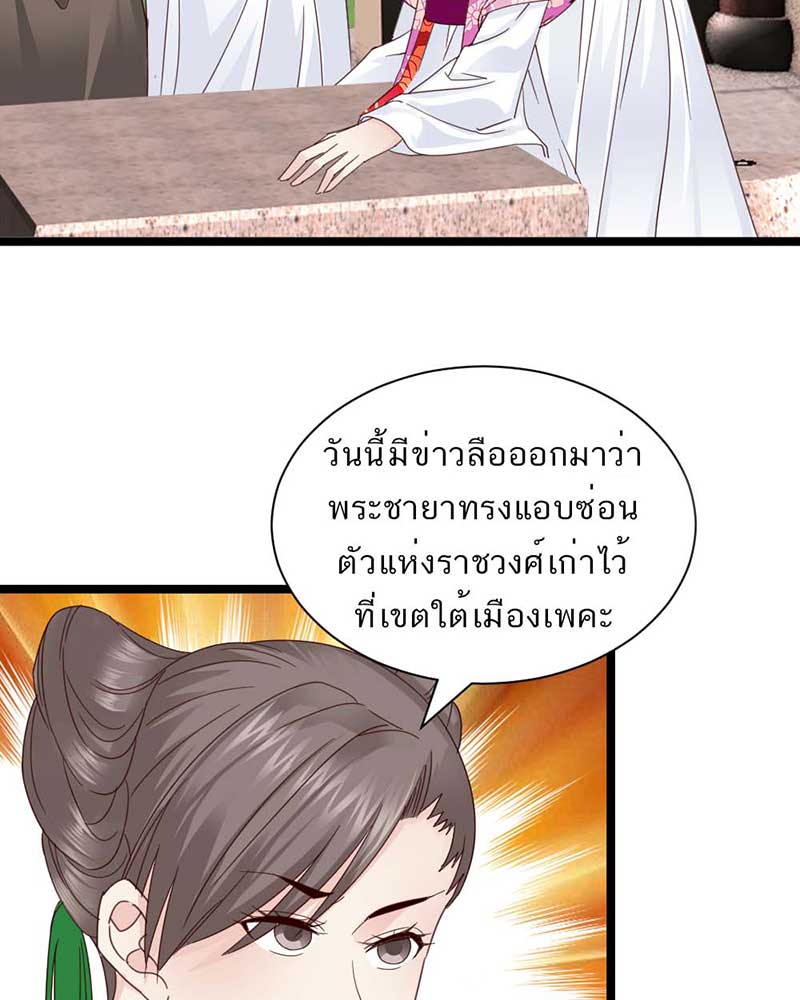 วันนี้มีข่าวลือออกมาว่า
พระชายาทรงแอบซ่อน
ตัวแห่งราชวงศ์เก่าไว้
ที่เขตใต้เมืองเพคะ